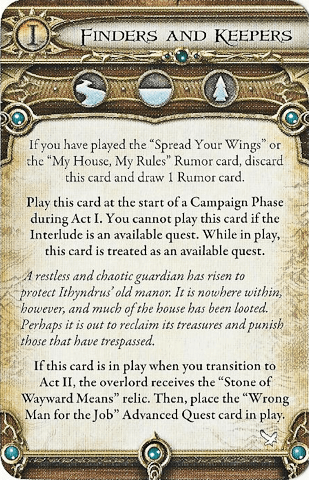 I FINDERS AND KEEPERS
If you have played the “Spread Your Wings” or
the “My House, My Rules” Rumor card, discard
this card and draw 1 Rumor card.
Play this card at the start of a Campaign Phase
during Act I. You cannot play this card if the
Interlude is an available quest. While in play,
this card is treated as an available quest.
A restless and chaotic guardian has risen to
protect Ithyndrus’ old manor. It is nowhere within,
however, and much of the house has been looted.
Perhaps it is out to reclaim its treasures and punish
those that have trespassed.
If this card is in play when you transition to
Act II, the overlord receives the “Stone of
Wayward Means” relic. Then, place the “Wrong
Man for the Job” Advanced Quest card in play.